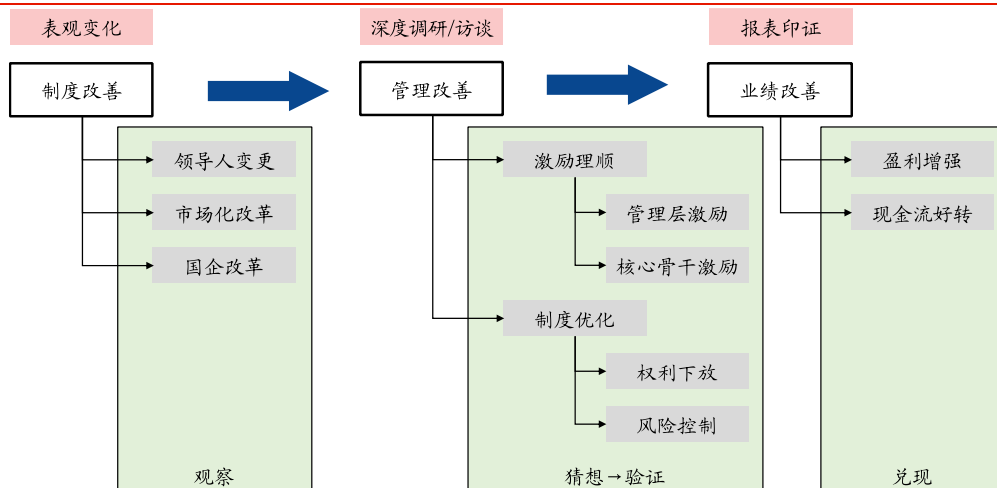 表观变化
深度调研/访谈
报表印证
制度改善
管理改善
业绩改善
领导人变更
市场化改革
国企改革
观察
激励理顺
管理层激励
核心骨干激励
制度优化
权利下放
风险控制
猜想→验证
盈利增强
现金流好转
兑现